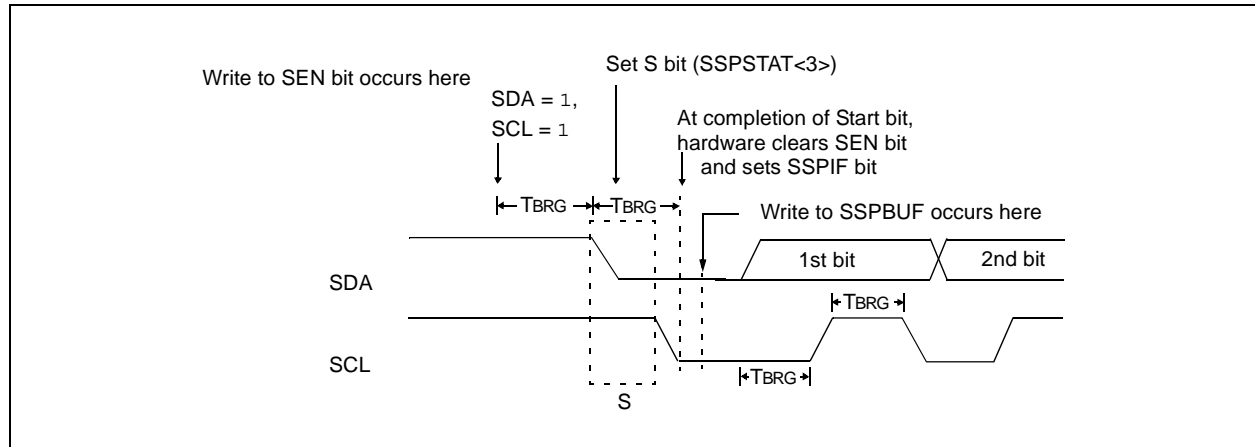 Write to SEN bit occurs here
Set S bit (SSPSTAT<3>)
SDA = 1,
SCL = 1
At completion of Start bit,
hardware clears SEN bit
and sets SSPIF bit
TBRG
TBRG
Write to SSPBUF occurs here
1st bit
2nd bit
SDA
TBRG
SCL
TBRG
S